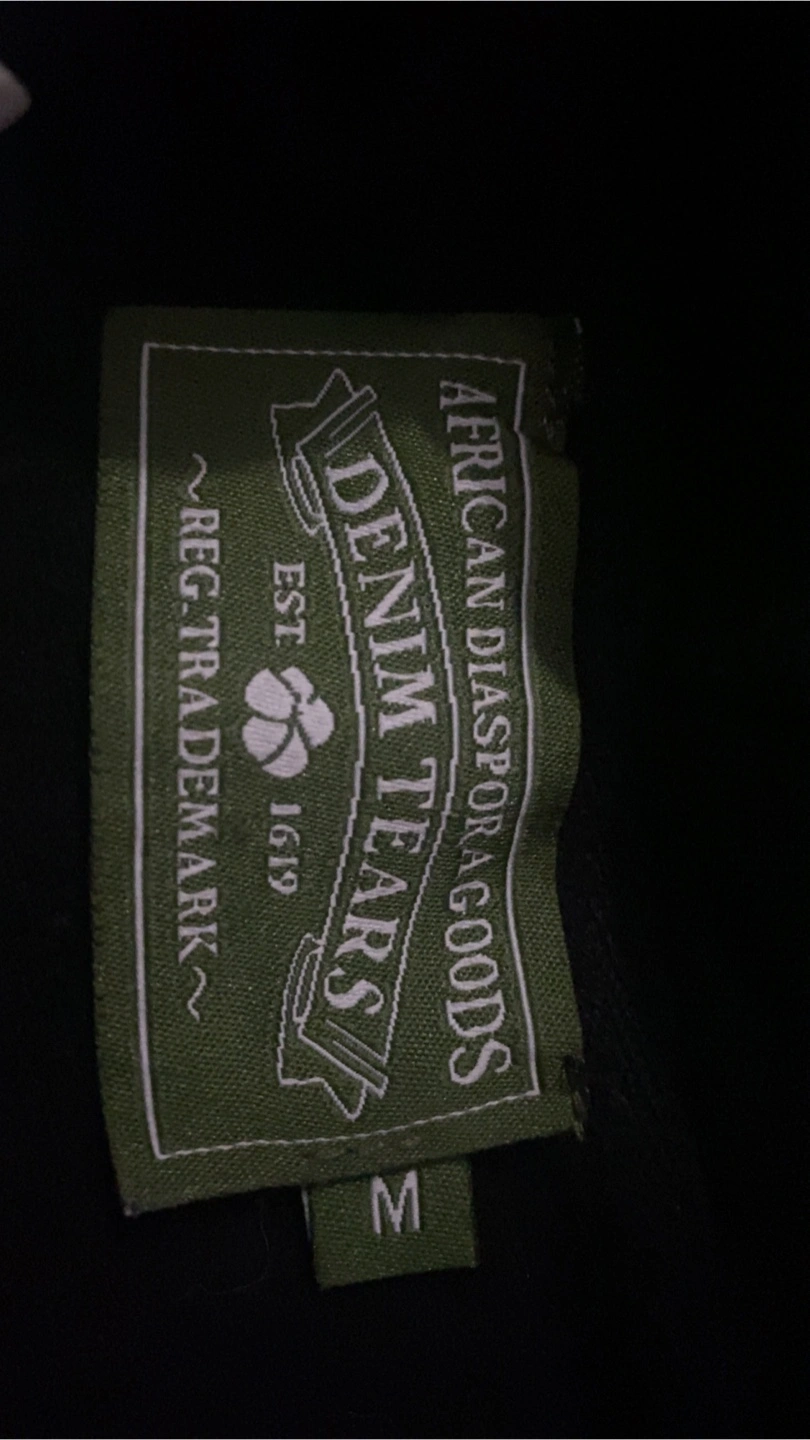 AFRICAN DIASPORA GOODS
DENIM TEARS
EST. 1619
~REG.TRADEMARK~
M